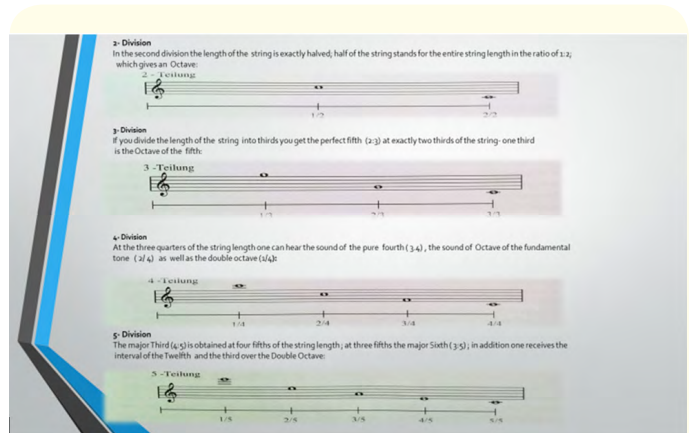 2- Division
In the second division the length of the string is exactly halved; half of the string stands for the entire string length in the ratio of 1:2;
which gives an Octave:
2 - Teilung
1/2 2/2
3- Division
If you divide the length of the string into thirds you get the perfect fifth (2:3) at exactly two thirds of the string- one third
is the Octave of the fifth:
3 -Teilung
1/3 2/3 3/3
4- Division
At the three quarters of the string length one can hear the sound of the pure fourth ( 3 4) , the sound of Octave of the fundamental
tone ( 2/ 4) as well as the double octave (1/4):
4 -Teilung
1/4 2/4 3/4 4/4
5- Division
The major Third (4:5) is obtained at four fifths of the string length; at three fifths the major Sixth ( 3:5) ; in addition one receives the
interval of the Twelfth and the third over the Double Octave:
5 -Teilung
1/5 2/5 3/5 4/5 5/5